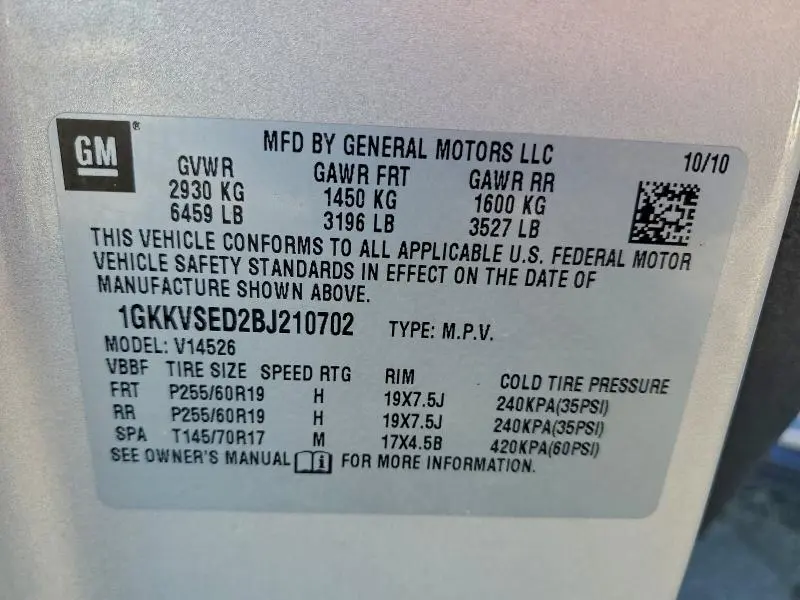 GM ®
MFD BY GENERAL MOTORS LLC 10/10
GVWR GAWR FRT GAWR RR
2930 KG 1450 KG 1600 KG
6459 LB 3196 LB 3527 LB
THIS VEHICLE CONFORMS TO ALL APPLICABLE U.S. FEDERAL MOTOR
VEHICLE SAFETY STANDARDS IN EFFECT ON THE DATE OF
MANUFACTURE SHOWN ABOVE.
1GKKVSED2BJ210702 TYPE: M.P.V.
MODEL: V14526
VBBF TIRE SIZE SPEED RTG RIM COLD TIRE PRESSURE
FRT P255/60R19 H 19X7.5J 240KPA(35PSI)
RR P255/60R19 H 19X7.5J 240KPA(35PSI)
SPA T145/70R17 M 17X4.5B 420KPA(60PSI)
SEE OWNER'S MANUAL i FOR MORE INFORMATION.